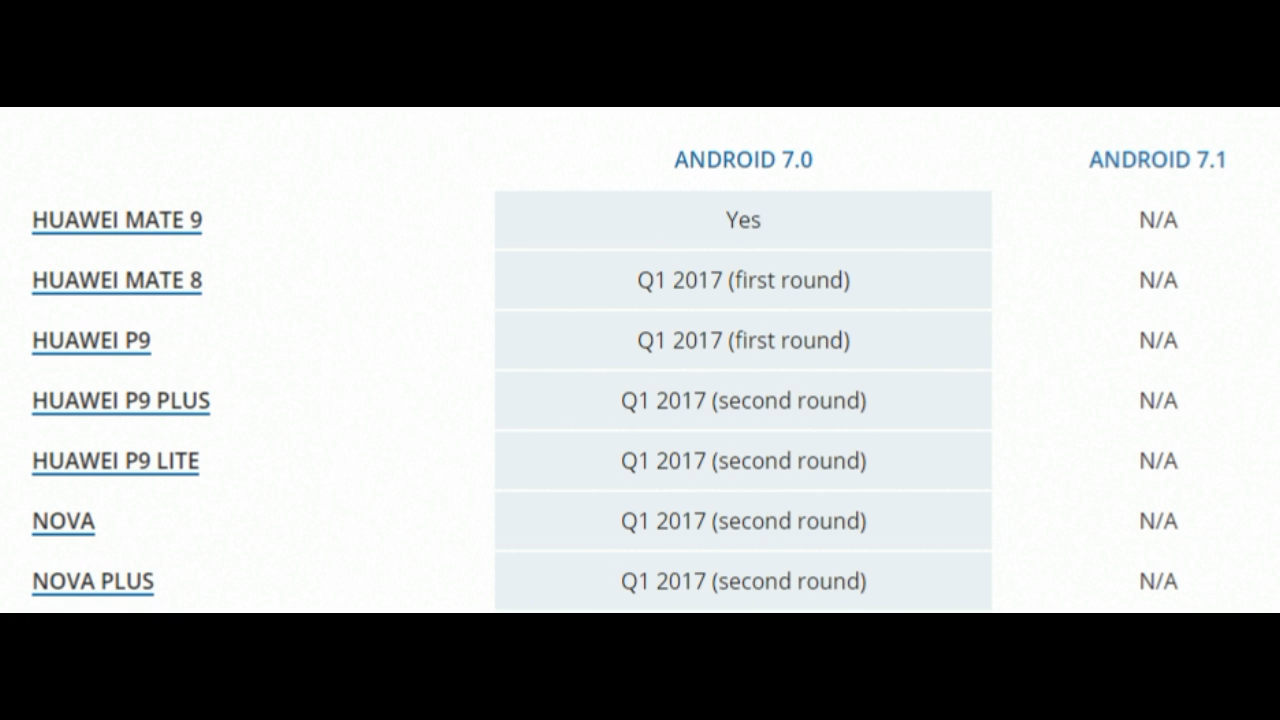 ANDROID 7.0 ANDROID 7.1
HUAWEI MATE 9 Yes N/A
HUAWEI MATE 8 Q1 2017 (first round) N/A
HUAWEI P9 Q1 2017 (first round) N/A
HUAWEI P9 PLUS Q1 2017 (second round) N/A
HUAWEI P9 LITE Q1 2017 (second round) N/A
NOVA Q1 2017 (second round) N/A
NOVA PLUS Q1 2017 (second round) N/A